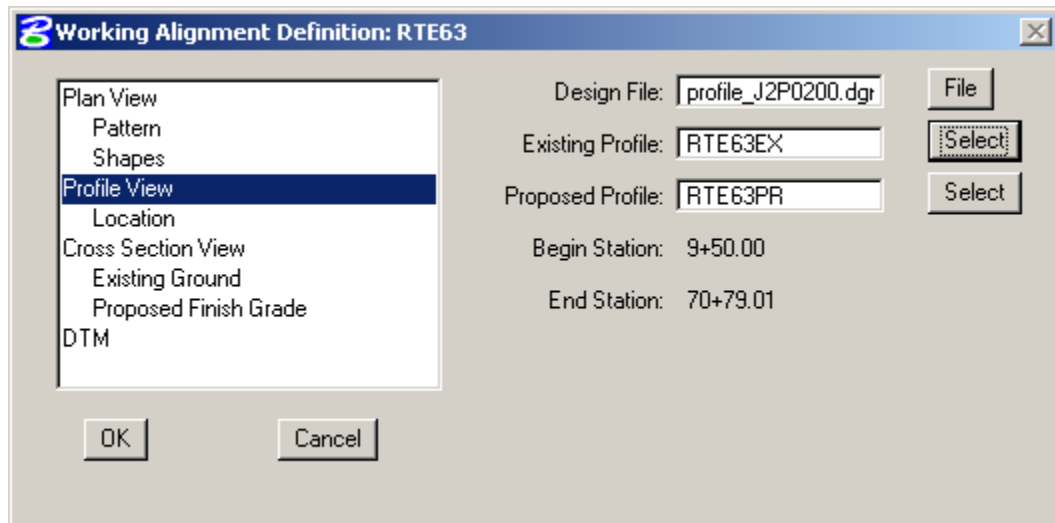 Working Alignment Definition: RTE63
Plan View
Pattern
Shapes
Profile View
Location
Cross Section View
Existing Ground
Proposed Finish Grade
DTM
Design File: profile_J2P0200.dgn File
Existing Profile: RTE63EX Select
Proposed Profile: RTE63PR Select
Begin Station: 9+50.00
End Station: 70+79.01
OK Cancel